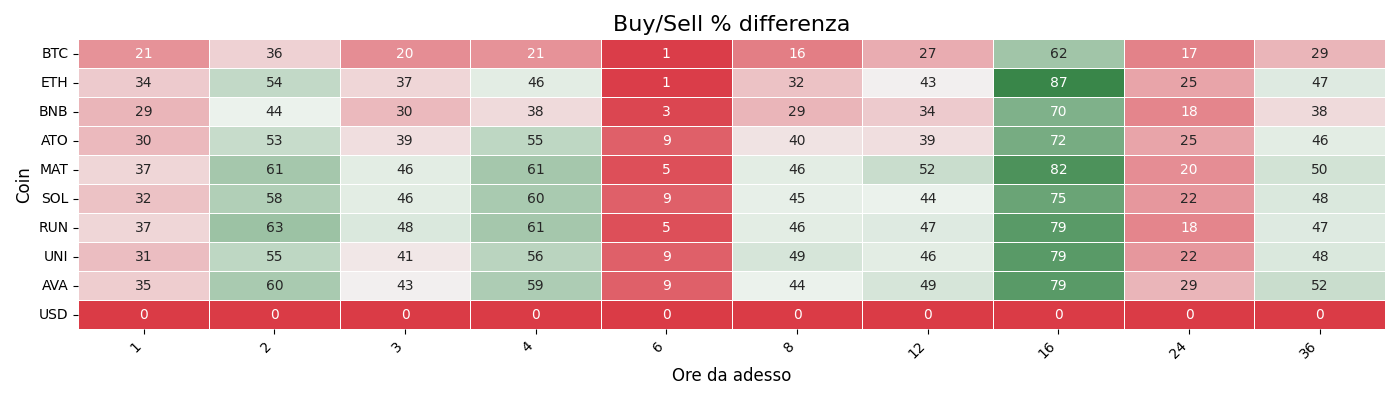 Buy/Sell % differenza
Coin
BTC 21 36 20 21 1 16 27 62 17 29
ETH 34 54 37 46 1 32 43 87 25 47
BNB 29 44 30 38 3 29 34 70 18 38
ATO 30 53 39 55 9 40 39 72 25 46
MAT 37 61 46 61 5 46 52 82 20 50
SOL 32 58 46 60 9 45 44 75 22 48
RUN 37 63 48 61 5 46 47 79 18 47
UNI 31 55 41 56 9 49 46 79 22 48
AVA 35 60 43 59 9 44 49 79 29 52
USD 0 0 0 0 0 0 0 0 0 0
1 2 3 4 6 8 12 16 24 36
Ore da adesso